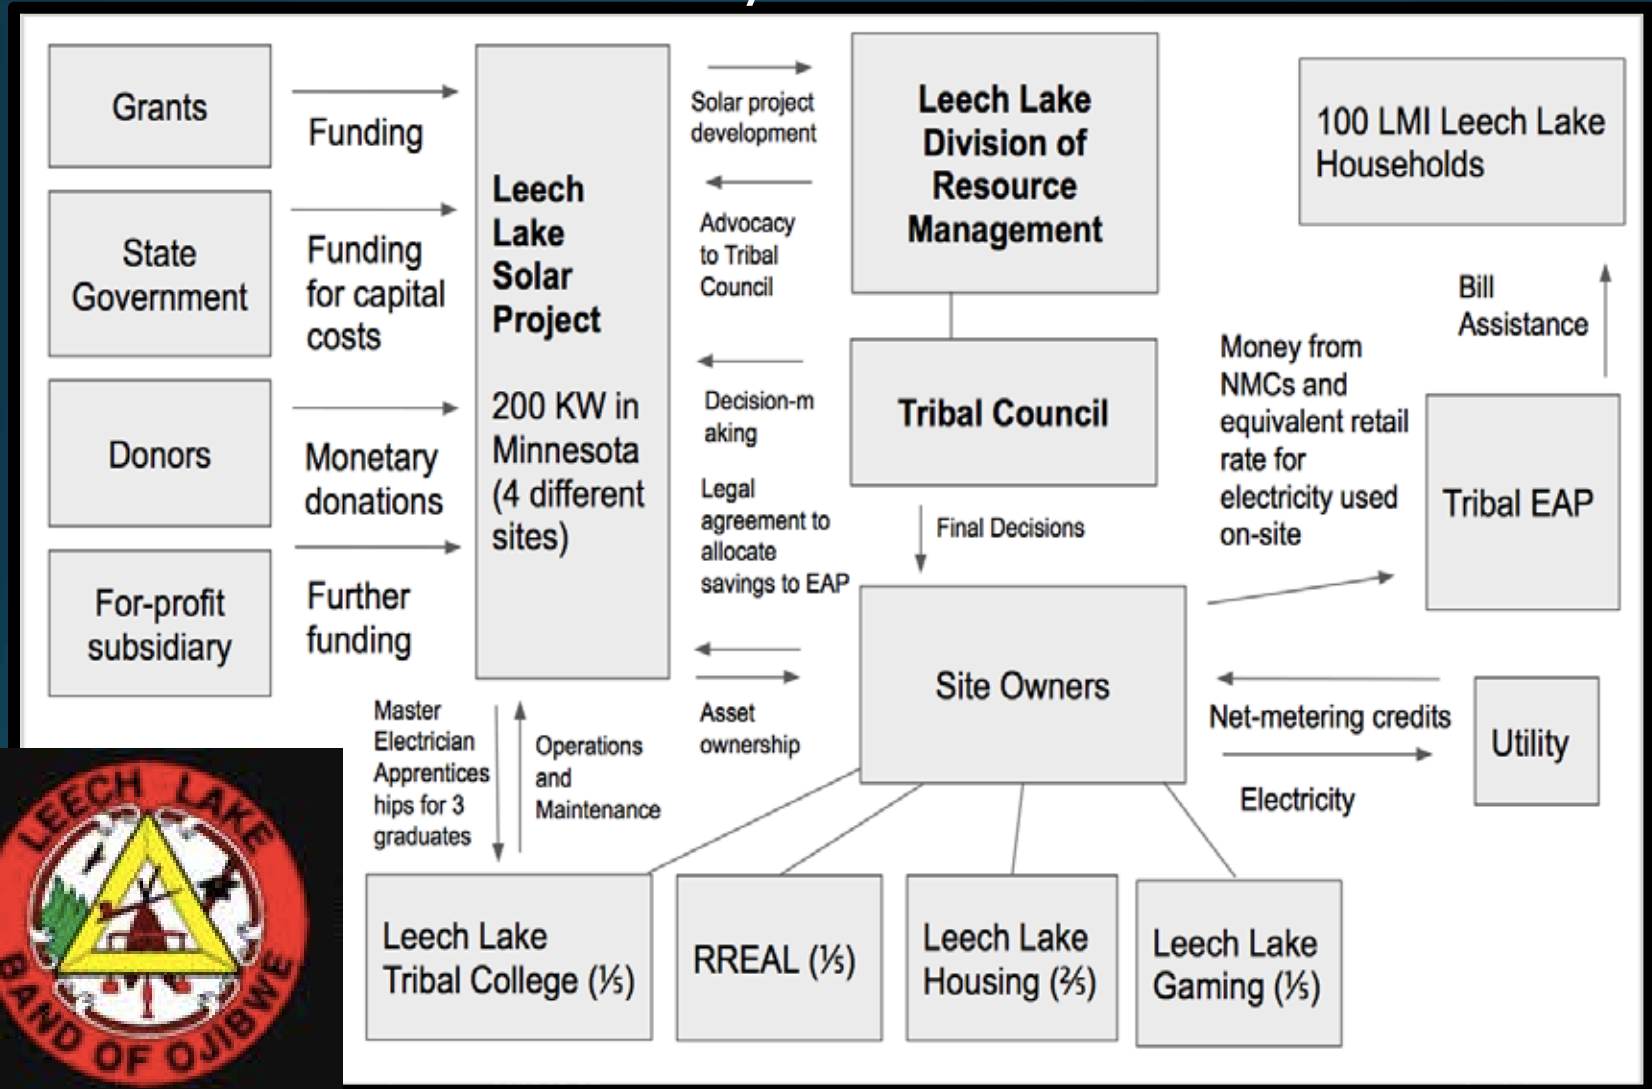 Grants
Funding
State
Government
Funding
for capital
costs
Donors
Monetary
donations
For-profit
subsidiary
Further
funding
Leech
Lake
Solar
Project
200 KW in
Minnesota
(4 different
sites)
Solar project
development
Advocacy
to Tribal
Council
Decision-m
aking
Legal
agreement to
allocate
savings to EAP
Asset
ownership
Leech Lake
Division of
Resource
Management
Tribal Council
Final Decisions
Site Owners
100 LMI Leech Lake
Households
Bill
Assistance
Money from
NMCs and
equivalent retail
rate for
electricity used
on-site
Tribal EAP
Net-metering credits
Electricity
Utility
Master
Electrician
Apprentices
hips for 3
graduates
Operations
and
Maintenance
Leech Lake
Tribal College (⅕)
RREAL (⅕)
Leech Lake
Housing (⅖)
Leech Lake
Gaming (⅕)
LEECH LAKE
BAND OF OJIBWE